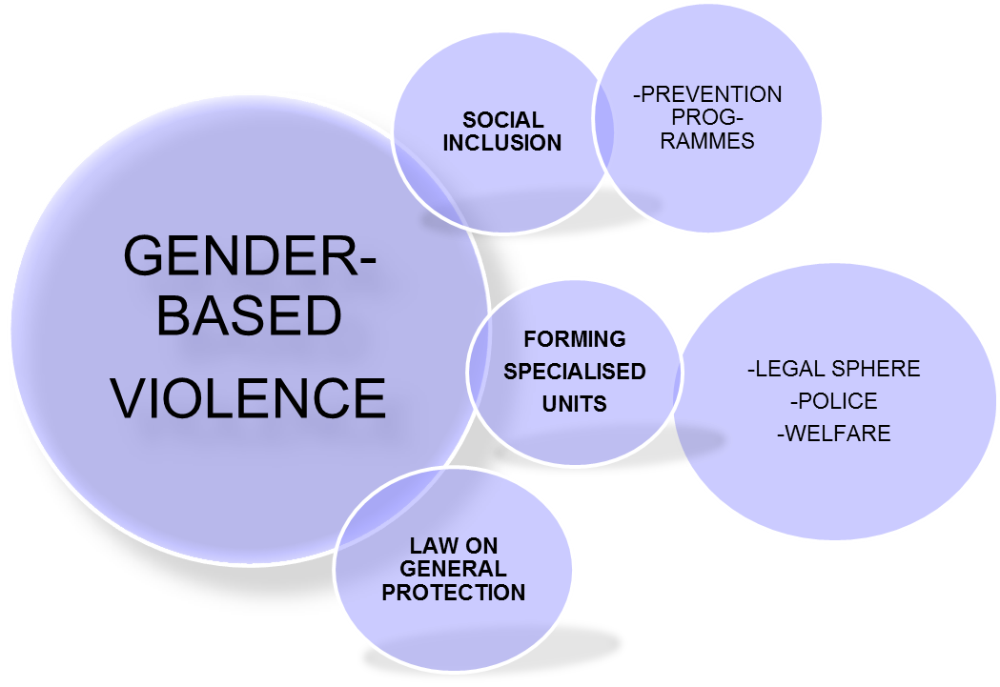 GENDER-
BASED
VIOLENCE
SOCIAL
INCLUSION
-PREVENTION
PROG-
RAMMES
FORMING
SPECIALISED
UNITS
-LEGAL SPHERE
-POLICE
-WELFARE
LAW ON
GENERAL
PROTECTION